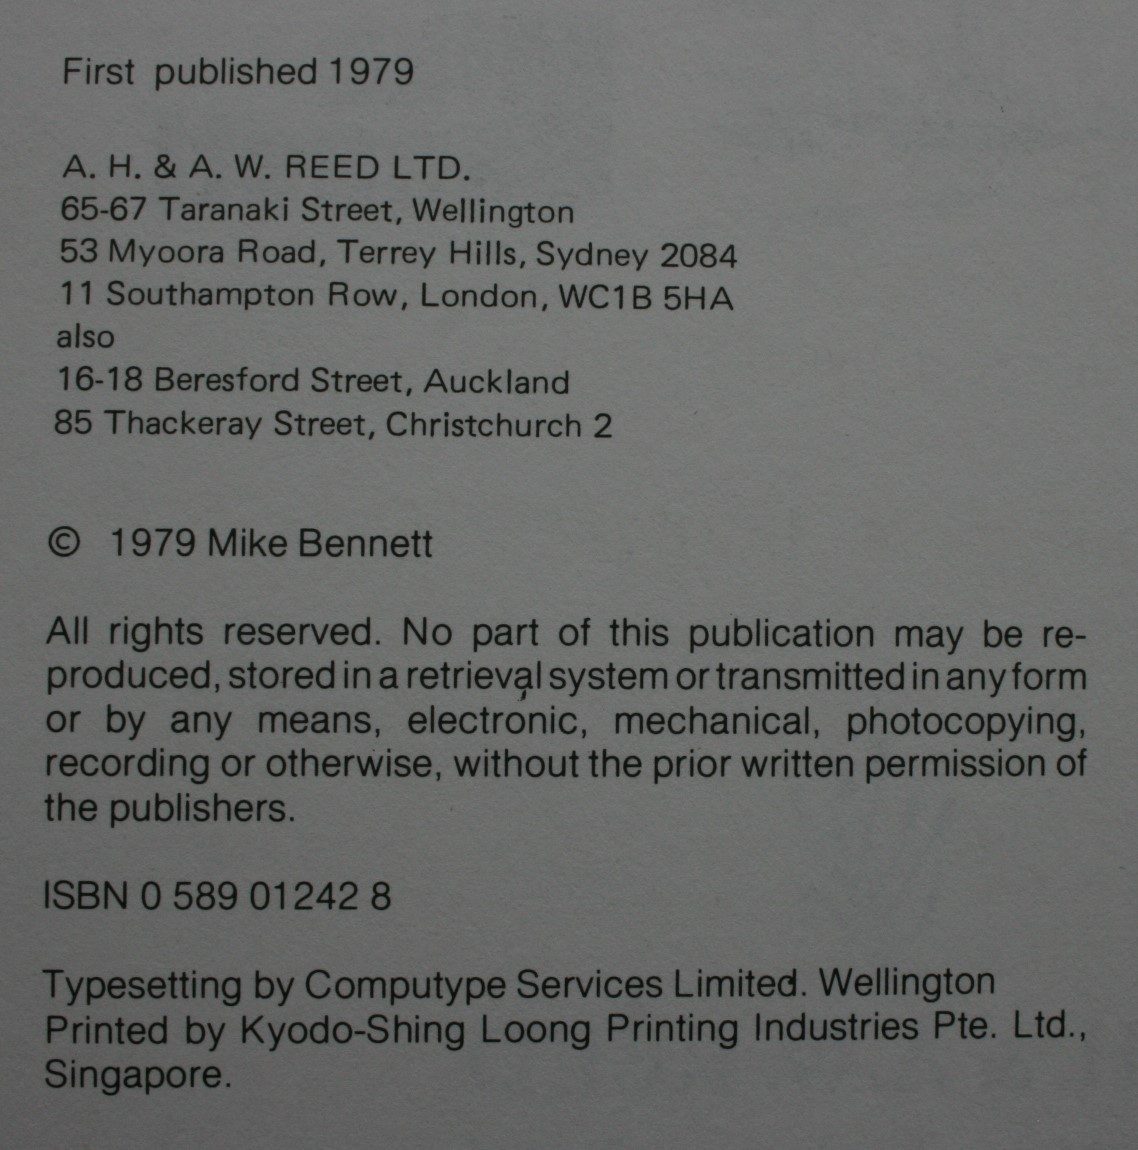 First published 1979
A. H. & A. W. REED LTD.
65-67 Taranaki Street, Wellington
53 Myoora Road, Terrey Hills, Sydney 2084
11 Southampton Row, London, WC1B 5HA
also
16-18 Beresford Street, Auckland
85 Thackeray Street, Christchurch 2
© 1979 Mike Bennett
All rights reserved. No part of this publication may be re-
produced, stored in a retrieval system or transmitted in any form
or by any means, electronic, mechanical, photocopying,
recording or otherwise, without the prior written permission of
the publishers.
ISBN 0 589 01242 8
Typesetting by Computype Services Limited. Wellington
Printed by Kyodo-Shing Loong Printing Industries Pte. Ltd.,
Singapore.